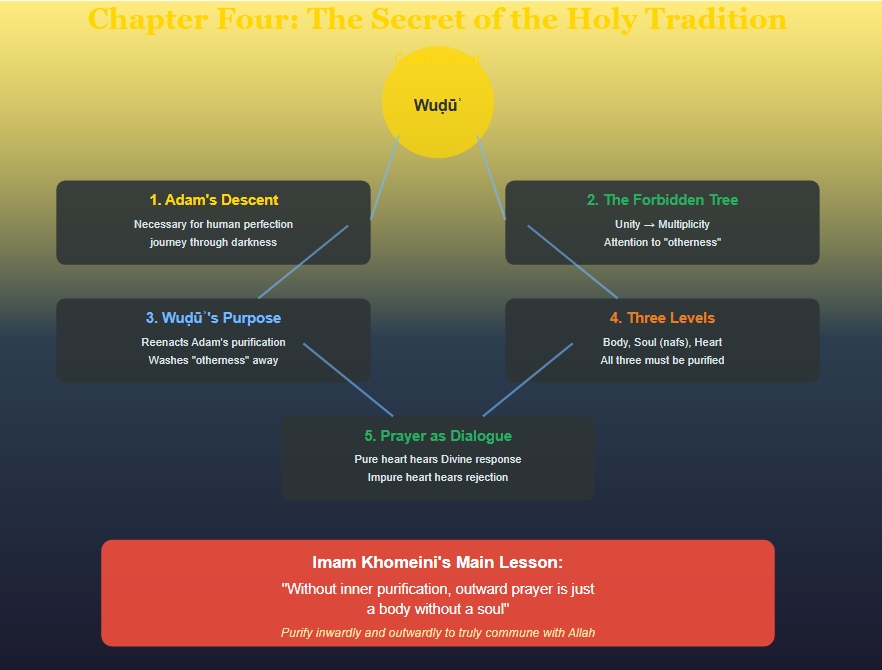 Chapter Four: The Secret of the Holy Tradition
Wuḍūʾ
1. Adam's Descent
Necessary for human perfection
journey through darkness
2. The Forbidden Tree
Unity → Multiplicity
Attention to "otherness"
3. Wuḍūʾ's Purpose
Reenacts Adam's purification
Washes "otherness" away
4. Three Levels
Body, Soul (nafs), Heart
All three must be purified
5. Prayer as Dialogue
Pure heart hears Divine response
Impure heart hears rejection
Imam Khomeini's Main Lesson:
"Without inner purification, outward prayer is just
a body without a soul"
Purify inwardly and outwardly to truly commune with Allah